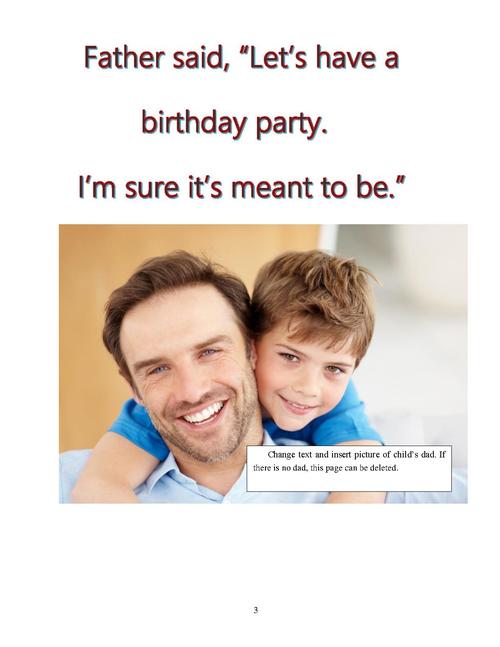 Father said, “Let’s have a
birthday party.
I’m sure it’s meant to be.”
Change text and insert picture of child’s dad. If
there is no dad, this page can be deleted.
3